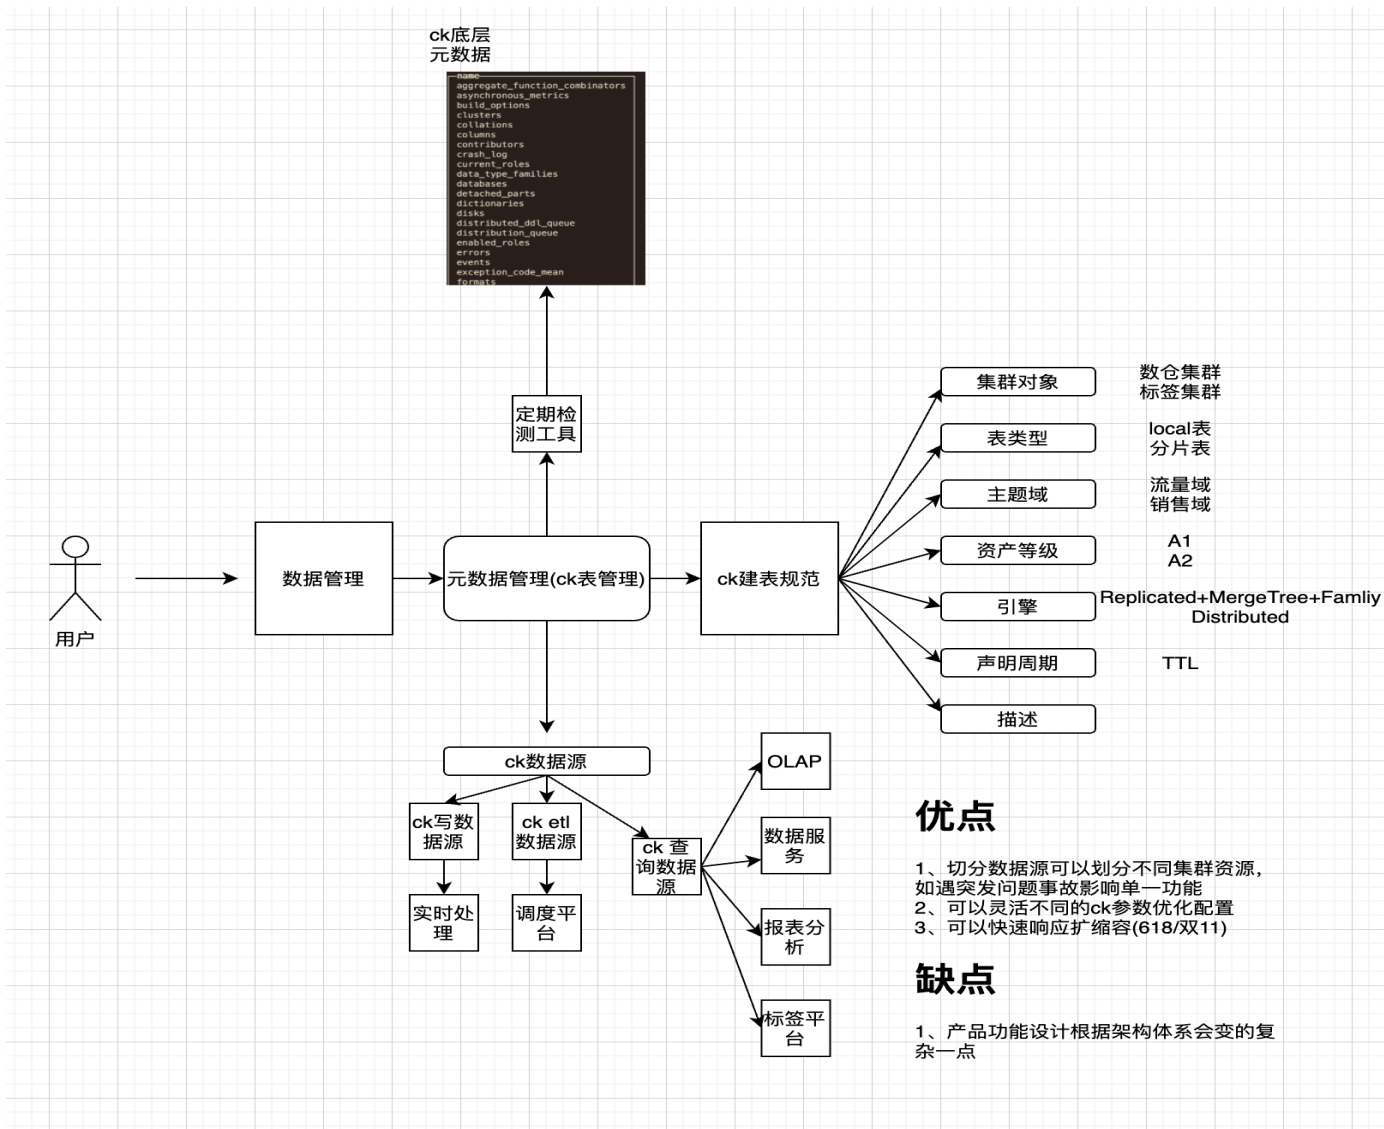 ck底层
元数据
name
aggregate_function_combinators
asynchronous_metrics
build_options
clusters
collations
columns
contributors
crash_log
current_roles
data_type_families
databases
detached_parts
dictionaries
disks
distributed_ddl_queue
distribution_queue
enabled_roles
errors
events
exception_code_mean
formats
定期检
测工具
用户
数据管理
元数据管理(ck表管理)
ck建表规范
集群对象
数仓集群
标签集群
表类型
local表
分片表
主题域
流量域
销售域
资产等级
A1
A2
引擎
Replicated+MergeTree+Famliy
Distributed
声明周期
TTL
描述
ck数据源
ck写数
据源
ck etl
数据源
ck 查
询数据
源
实时处
理
调度平
台
OLAP
数据服
务
报表分
析
标签平
台
优点
1、切分数据源可以划分不同集群资源，
如遇突发问题事故影响单一功能
2、可以灵活不同的ck参数优化配置
3、可以快速响应扩缩容(618/双11)
缺点
1、产品功能设计根据架构体系会变的复
杂一点